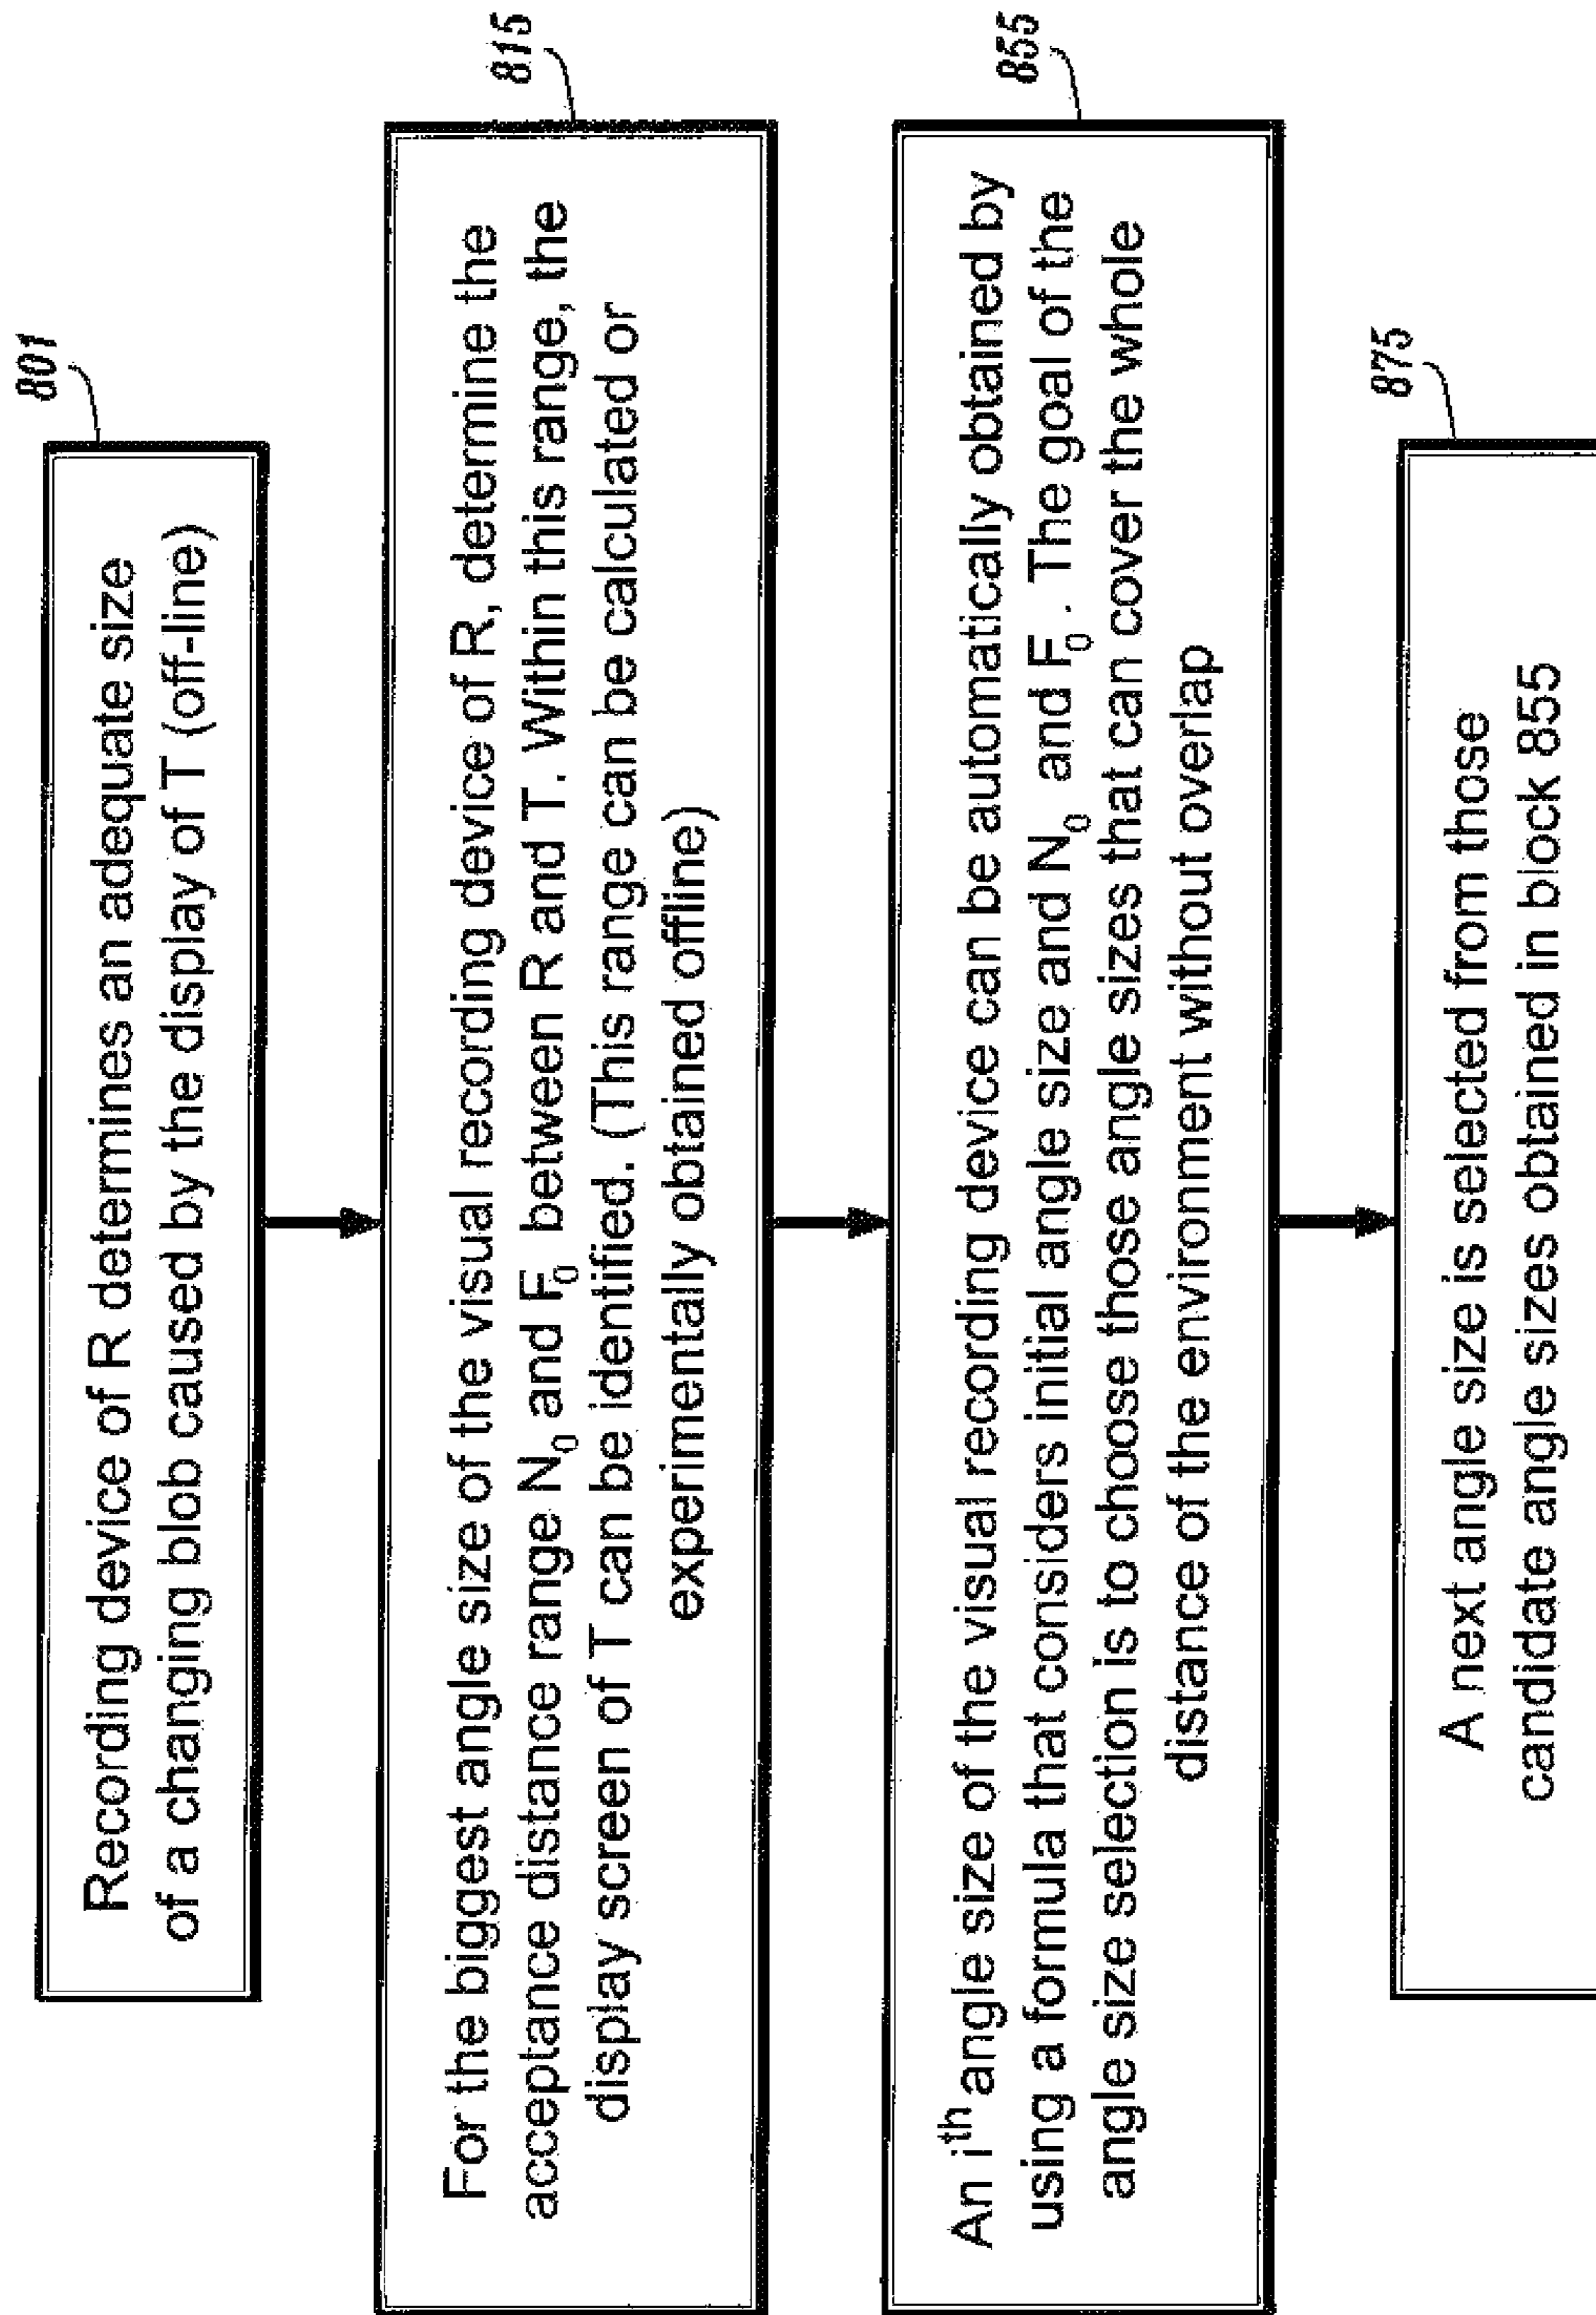 801
Recording device of R determines an adequate size
of a changing blob caused by the display of T (off-line)
815
For the biggest angle size of the visual recording device of R, determine the
acceptance distance range N₀ and F₀ between R and T. Within this range, the
display screen of T can be identified. (This range can be calculated or
experimentally obtained offline)
855
An iᵗʰ angle size of the visual recording device can be automatically obtained by
using a formula that considers initial angle size and N₀ and F₀. The goal of the
angle size selection is to choose those angle sizes that can cover the whole
distance of the environment without overlap
875
A next angle size is selected from those
candidate angle sizes obtained in block 855